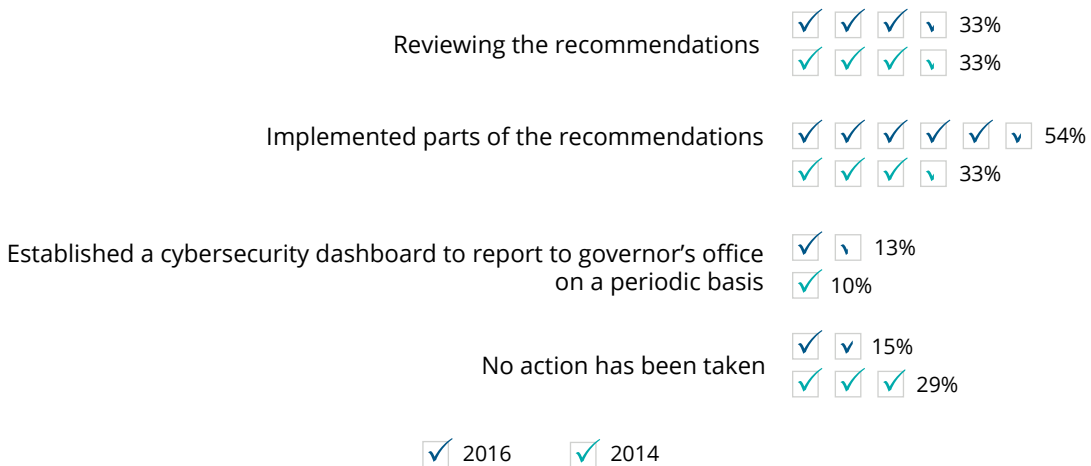 33%
Reviewing the recommendations
33%
54%
Implemented parts of the recommendations
33%
13%
Established a cybersecurity dashboard to report to governor’s office
on a periodic basis
10%
15%
No action has been taken
29%
2016 2014